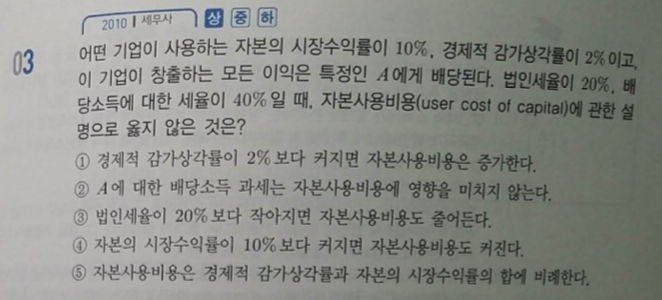 2010 | 세무사 상 중 하
03 어떤 기업이 사용하는 자본의 시장수익률이 10%, 경제적 감가상각률이 2%이고,
이 기업이 창출하는 모든 이익은 특정인 A에게 배당된다. 법인세율이 20%, 배
당소득에 대한 세율이 40%일 때, 자본사용비용(user cost of capital)에 관한 설
명으로 옳지 않은 것은?
① 경제적 감가상각률이 2%보다 커지면 자본사용비용은 증가한다.
② A에 대한 배당소득 과세는 자본사용비용에 영향을 미치지 않는다.
③ 법인세율이 20%보다 작아지면 자본사용비용도 줄어든다.
④ 자본의 시장수익률이 10%보다 커지면 자본사용비용도 커진다.
⑤ 자본사용비용은 경제적 감가상각률과 자본의 시장수익률의 합에 비례한다.